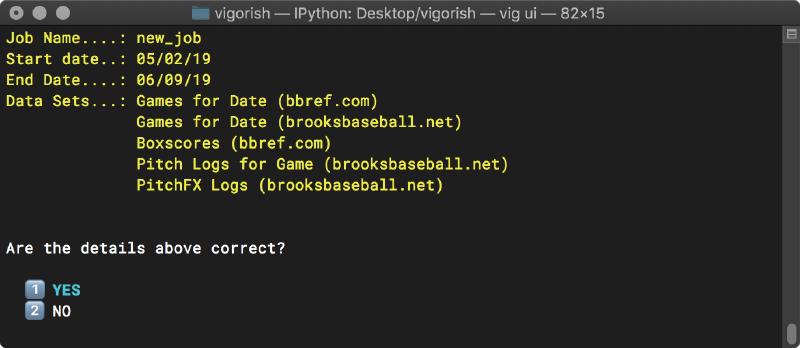 vigorish — IPython: Desktop/vigorish — vig ui — 82×15
Job Name....: new_job
Start date..: 05/02/19
End Date....: 06/09/19
Data Sets...: Games for Date (bbref.com)
Games for Date (brooksbaseball.net)
Boxscores (bbref.com)
Pitch Logs for Game (brooksbaseball.net)
PitchFX Logs (brooksbaseball.net)
Are the details above correct?
1 YES
2 NO